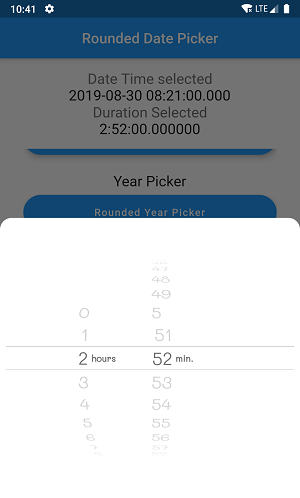 10:41 LTE
Rounded Date Picker
Date Time selected
2019-08-30 08:21:00.000
Duration Selected
2:52:00.000000
Year Picker
Rounded Year Picker
47
48
49
0 5
1 51
2 hours 52 min.
3 53
4 54
5 55
6 56
7 57